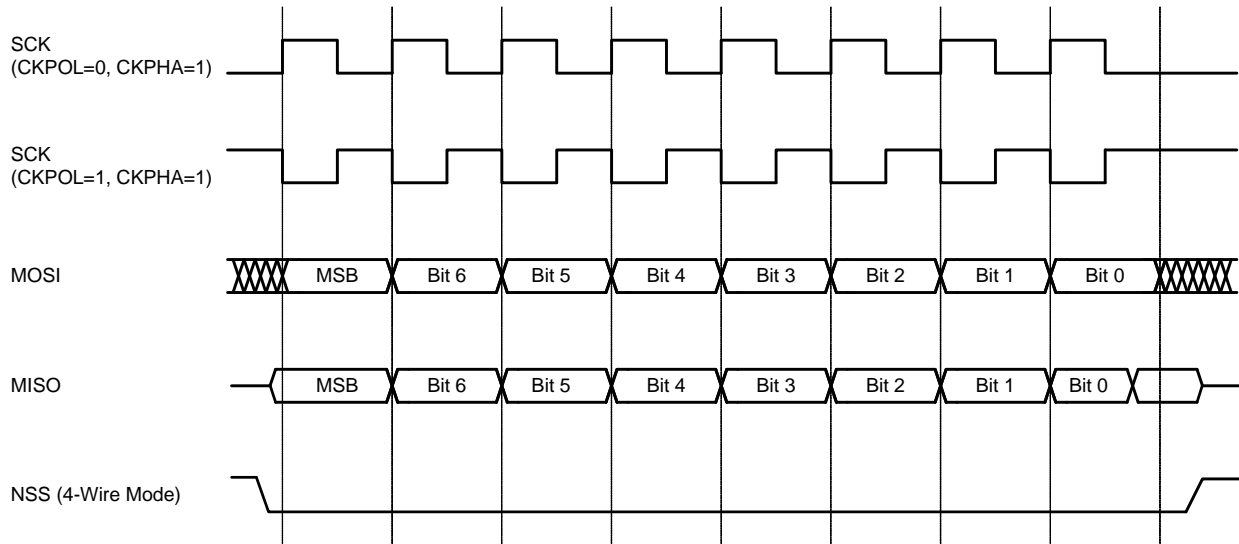 SCK
(CKPOL=0, CKPHA=1)
SCK
(CKPOL=1, CKPHA=1)
MOSI MSB Bit 6 Bit 5 Bit 4 Bit 3 Bit 2 Bit 1 Bit 0
MISO MSB Bit 6 Bit 5 Bit 4 Bit 3 Bit 2 Bit 1 Bit 0
NSS (4-Wire Mode)